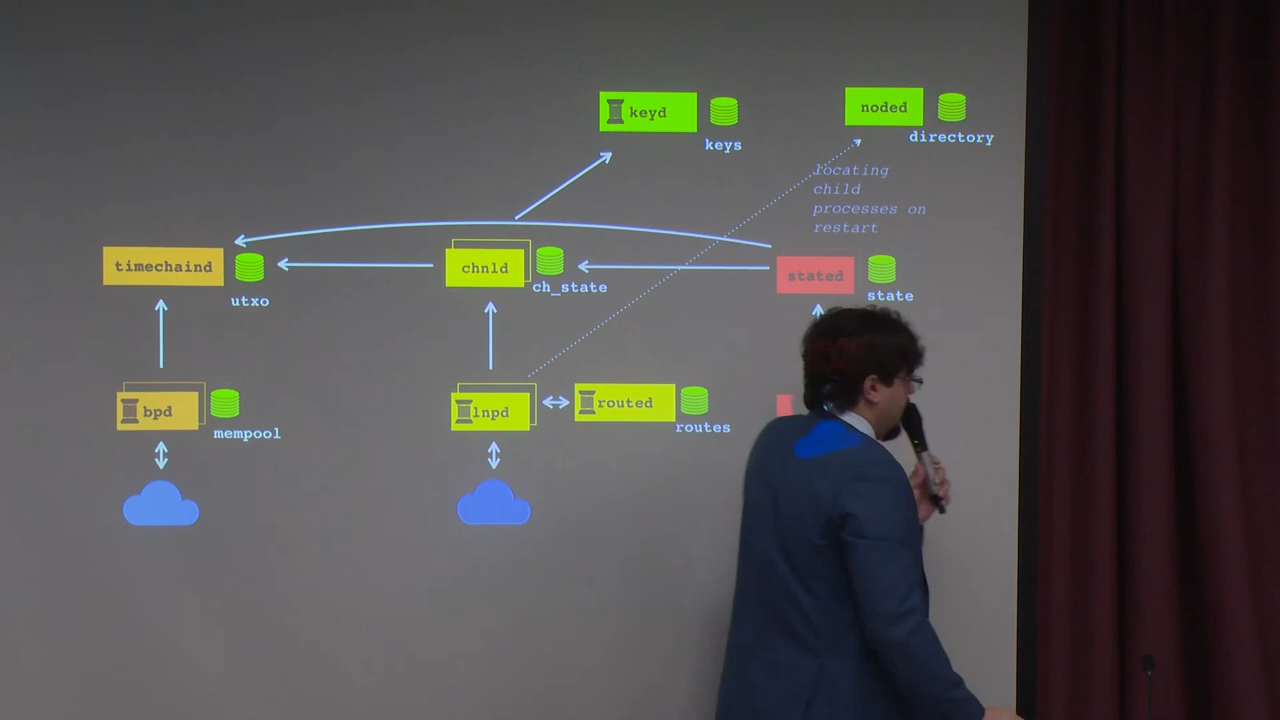 keyd
keys
noded
directory
locating
child
processes on
restart
timechaind
utxo
chnld
ch_state
stated
state
bpd
mempool
lnpd
routed
routes